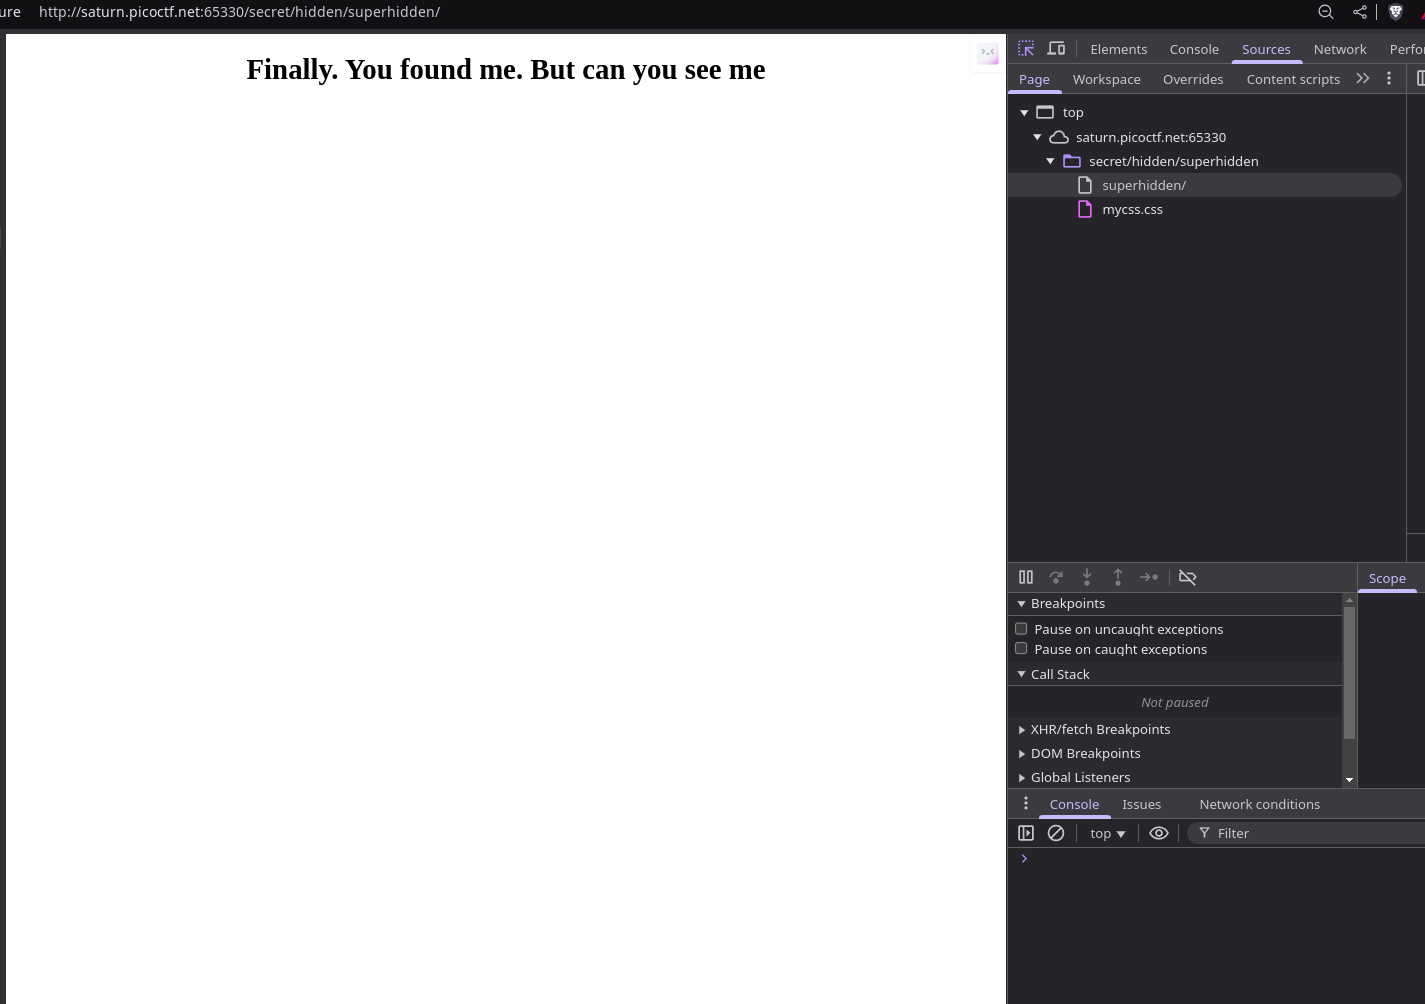 ure http://saturn.picoctf.net:65330/secret/hidden/superhidden/
Finally. You found me. But can you see me
Elements Console Sources Network Perfo
Page Workspace Overrides Content scripts
top
saturn.picoctf.net:65330
secret/hidden/superhidden
superhidden/
mycss.css
Scope
Breakpoints
Pause on uncaught exceptions
Pause on caught exceptions
Call Stack
Not paused
XHR/fetch Breakpoints
DOM Breakpoints
Global Listeners
Console Issues Network conditions
top Filter